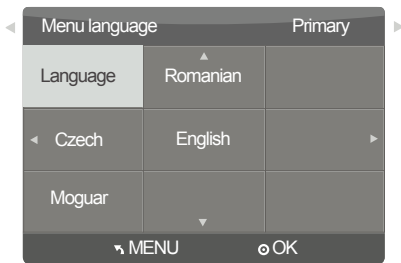 Menu language Primary
Language Romanian
Czech English
Moguar
MENU OK